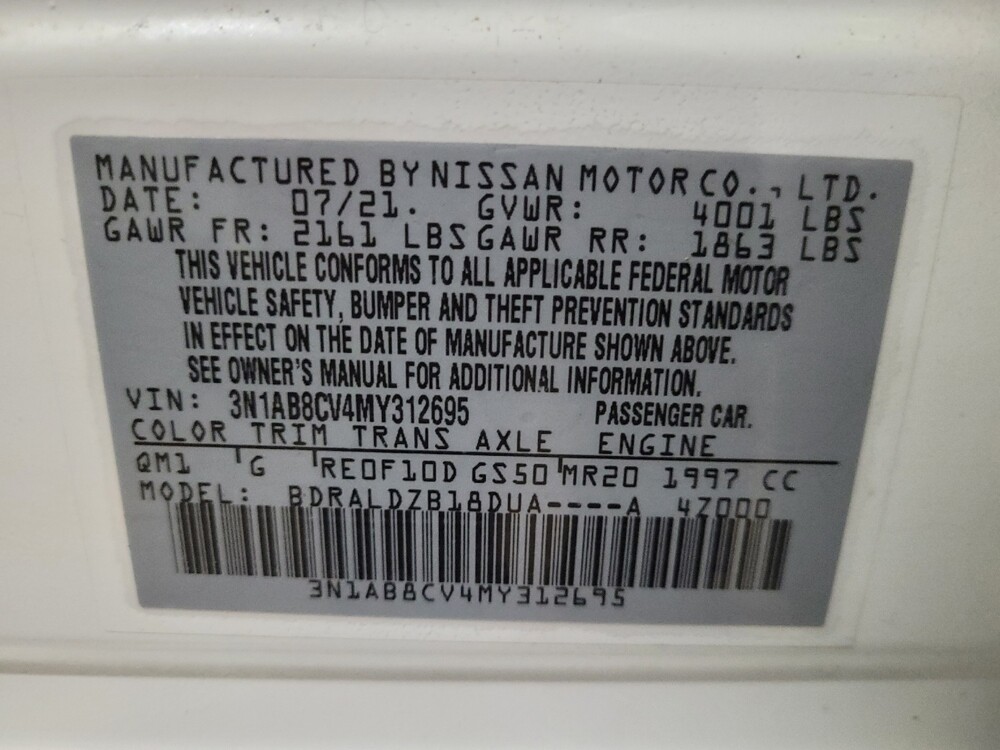 MANUFACTURED BY NISSAN MOTOR CO., LTD.
DATE: 07/21. GVWR: 4001 LBS
GAWR FR: 2161 LBS GAWR RR: 1863 LBS
THIS VEHICLE CONFORMS TO ALL APPLICABLE FEDERAL MOTOR
VEHICLE SAFETY, BUMPER AND THEFT PREVENTION STANDARDS
IN EFFECT ON THE DATE OF MANUFACTURE SHOWN ABOVE.
SEE OWNER'S MANUAL FOR ADDITIONAL INFORMATION.
VIN: 3N1AB8CV4MY312695 PASSENGER CAR.
COLOR TRIM TRANS AXLE ENGINE
QM1 G RE0F10D GS50 MR20 1997 CC
MODEL: BDRALDZB18DUA----A 4Z000
3N1AB8CV4MY312695